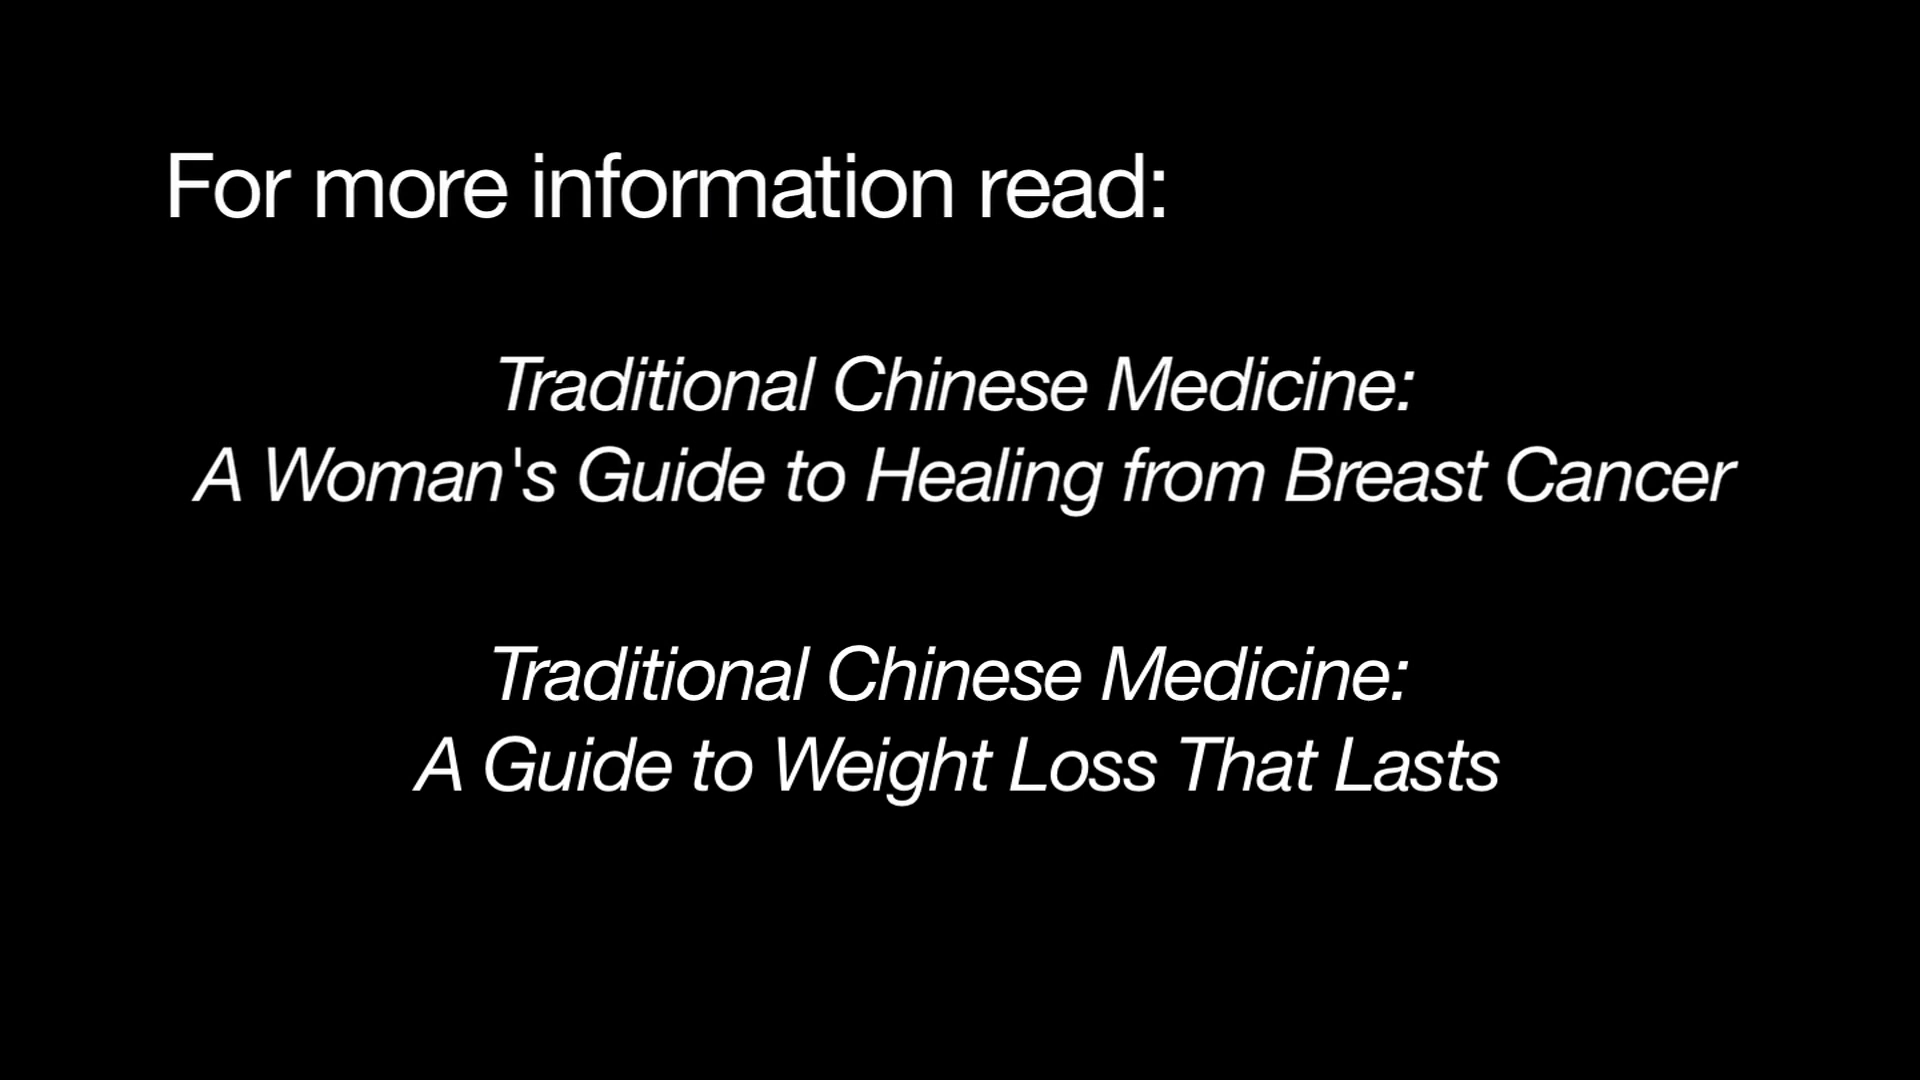 For more information read:
Traditional Chinese Medicine:
A Woman's Guide to Healing from Breast Cancer
Traditional Chinese Medicine:
A Guide to Weight Loss That Lasts